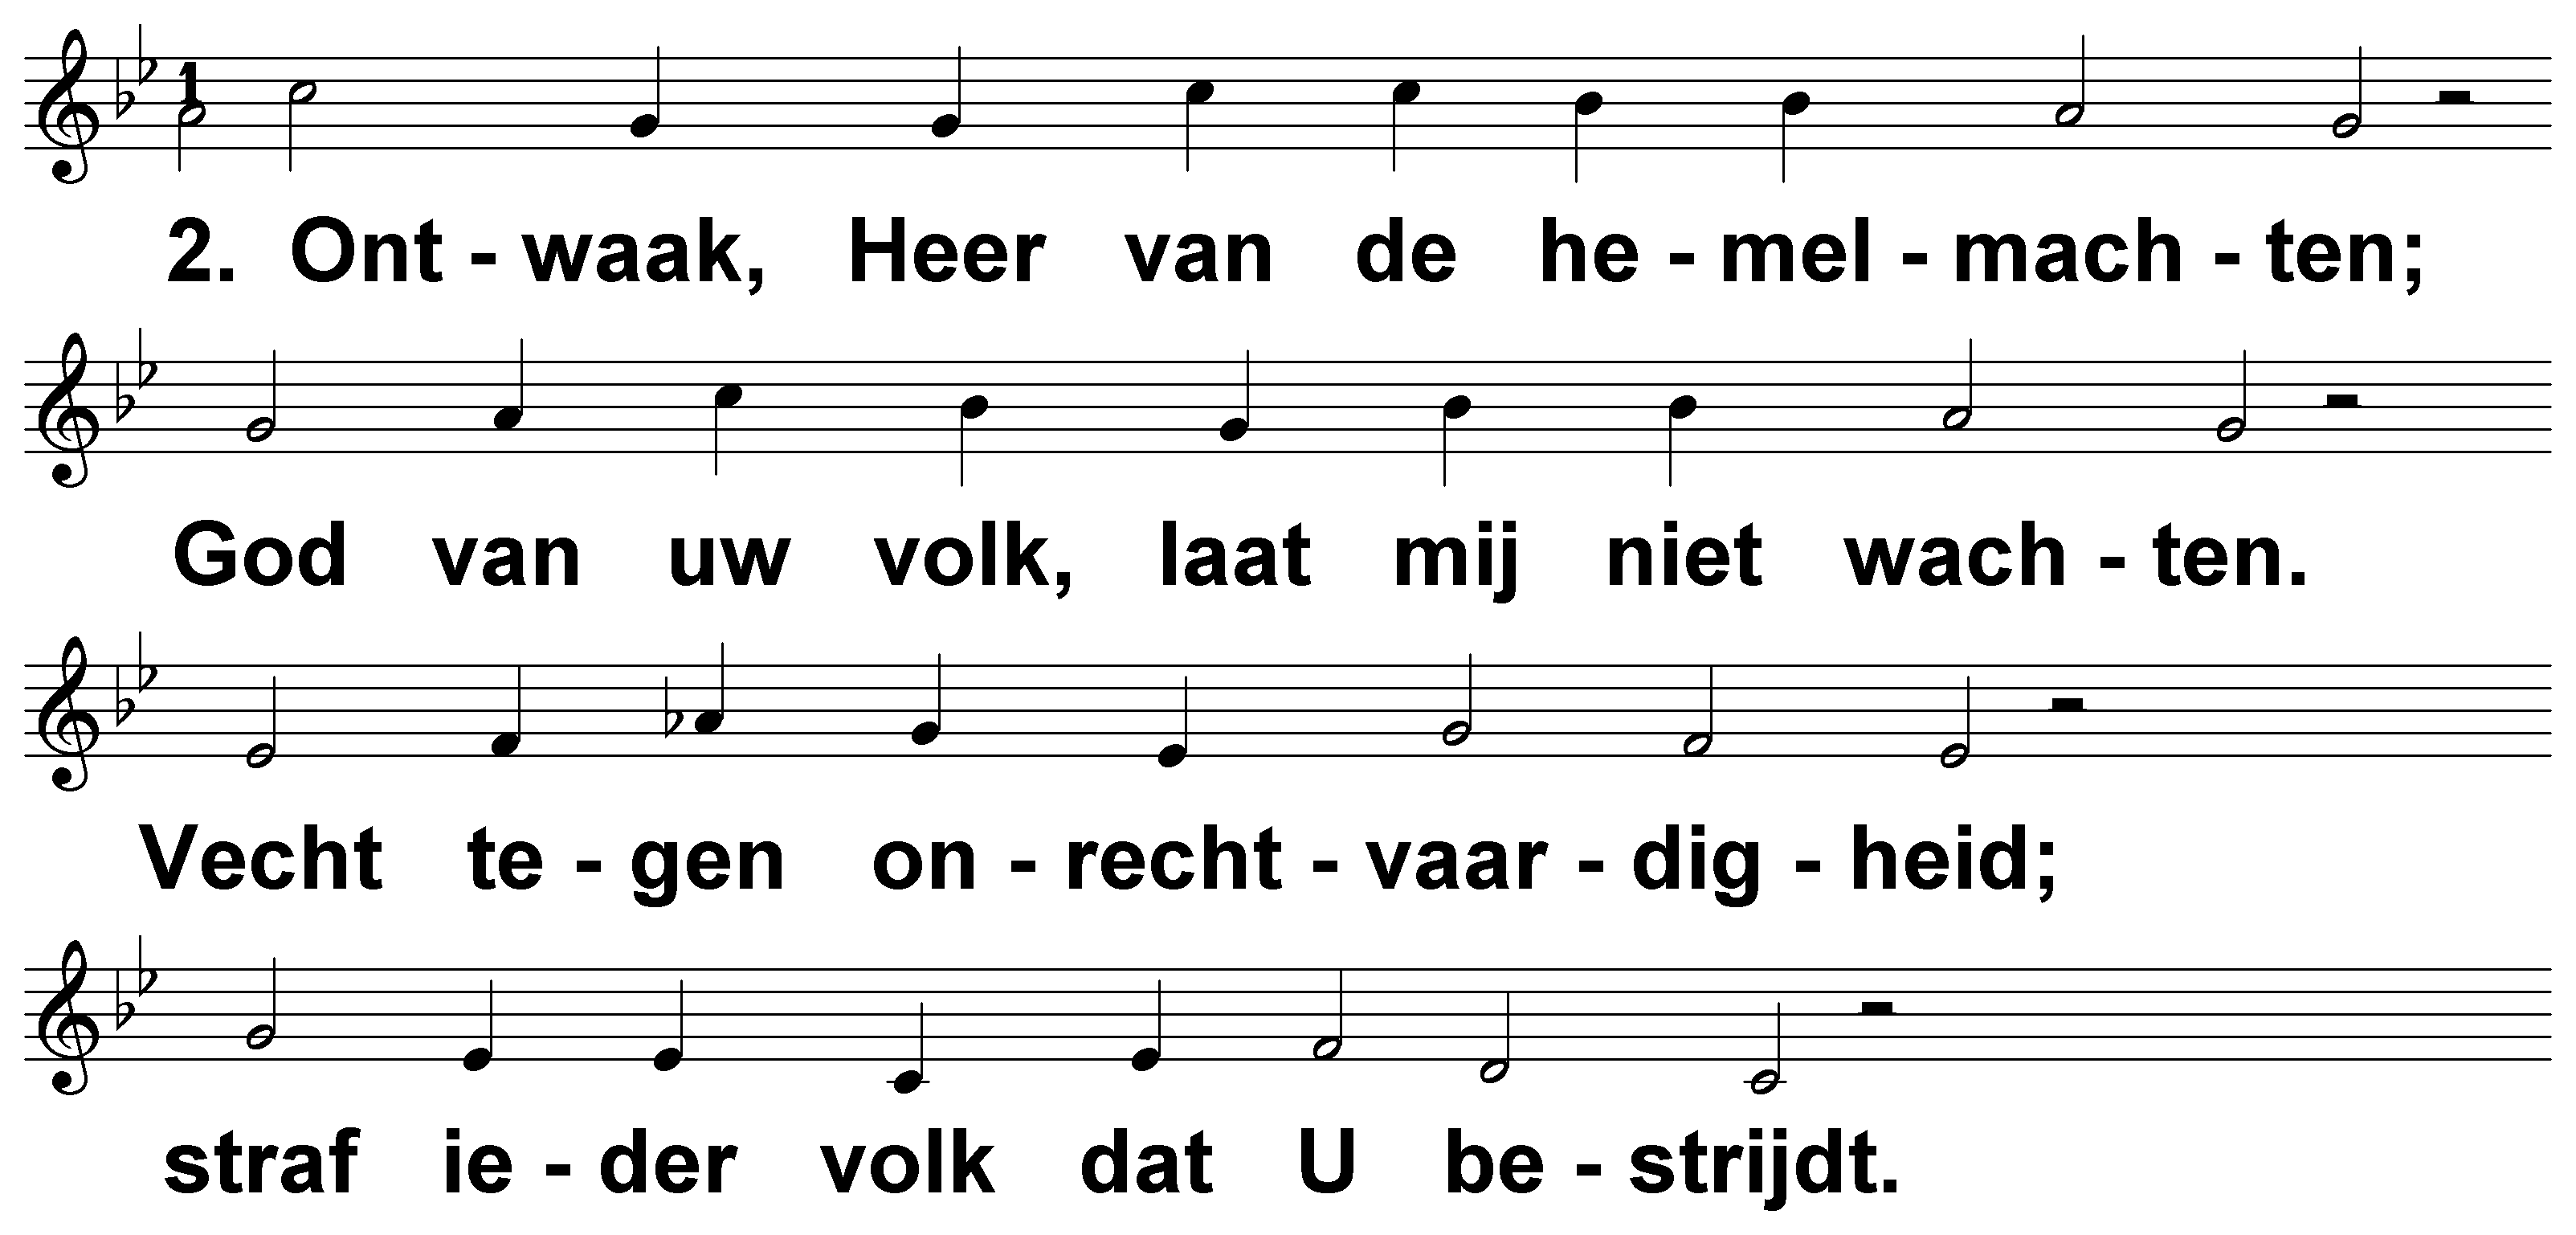 1
2. Ont - waak, Heer van de he - mel - mach - ten;
God van uw volk, laat mij niet wach - ten.
Vecht te - gen on - recht - vaar - dig - heid;
straf ie - der volk dat U be - strijdt.